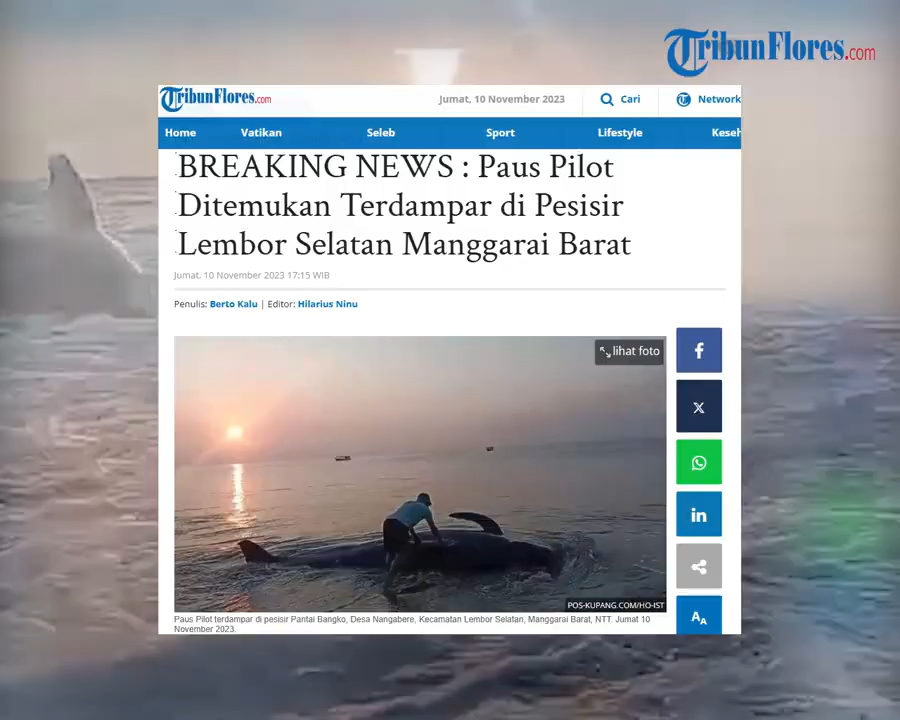 TribunFlores.com
TribunFlores.com
Jumat, 10 November 2023
Cari
Network
Home
Vatikan
Seleb
Sport
Lifestyle
Keseh
BREAKING NEWS : Paus Pilot
Ditemukan Terdampar di Pesisir
Lembor Selatan Manggarai Barat
Jumat, 10 November 2023 17:15 WIB
Penulis: Berto Kalu | Editor: Hilarius Ninu
lihat foto
POS-KUPANG.COM/HO-IST
Paus Pilot terdampar di pesisir Pantai Bangko, Desa Nangabere, Kecamatan Lembor Selatan, Manggarai Barat, NTT. Jumat 10
November 2023.
AA